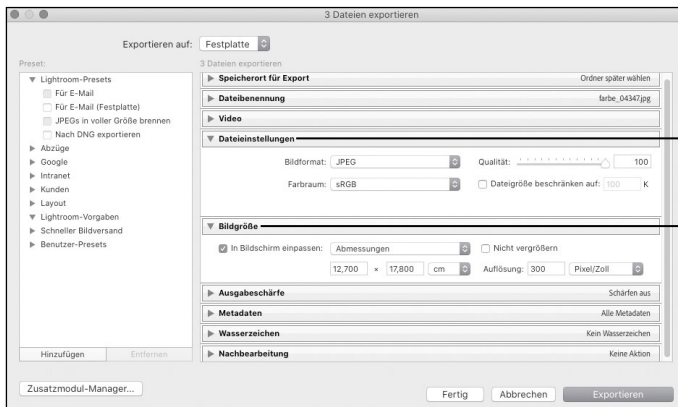 3 Dateien exportieren
Exportieren auf: Festplatte
Preset:
Lightroom-Presets
Für E-Mail
Für E-Mail (Festplatte)
JPEGs in voller Größe brennen
Nach DNG exportieren
Abzüge
Google
Intranet
Kunden
Layout
Lightroom-Vorgaben
Schneller Bildversand
Benutzer-Presets
Hinzufügen Entfernen
3 Dateien exportieren
Speicherort für Export Ordner später wählen
Dateibenennung farbe_04347.jpg
Video
Dateieinstellungen
Bildformat: JPEG Qualität: 100
Farbraum: sRGB Dateigröße beschränken auf: 100 K
Bildgröße
In Bildschirm einpassen: Abmessungen Nicht vergrößern
12,700 × 17,800 cm Auflösung: 300 Pixel/Zoll
Ausgabeschärfe Schärfen aus
Metadaten Alle Metadaten
Wasserzeichen Kein Wasserzeichen
Nachbearbeitung Keine Aktion
Zusatzmodul-Manager... Fertig Abbrechen Exportieren